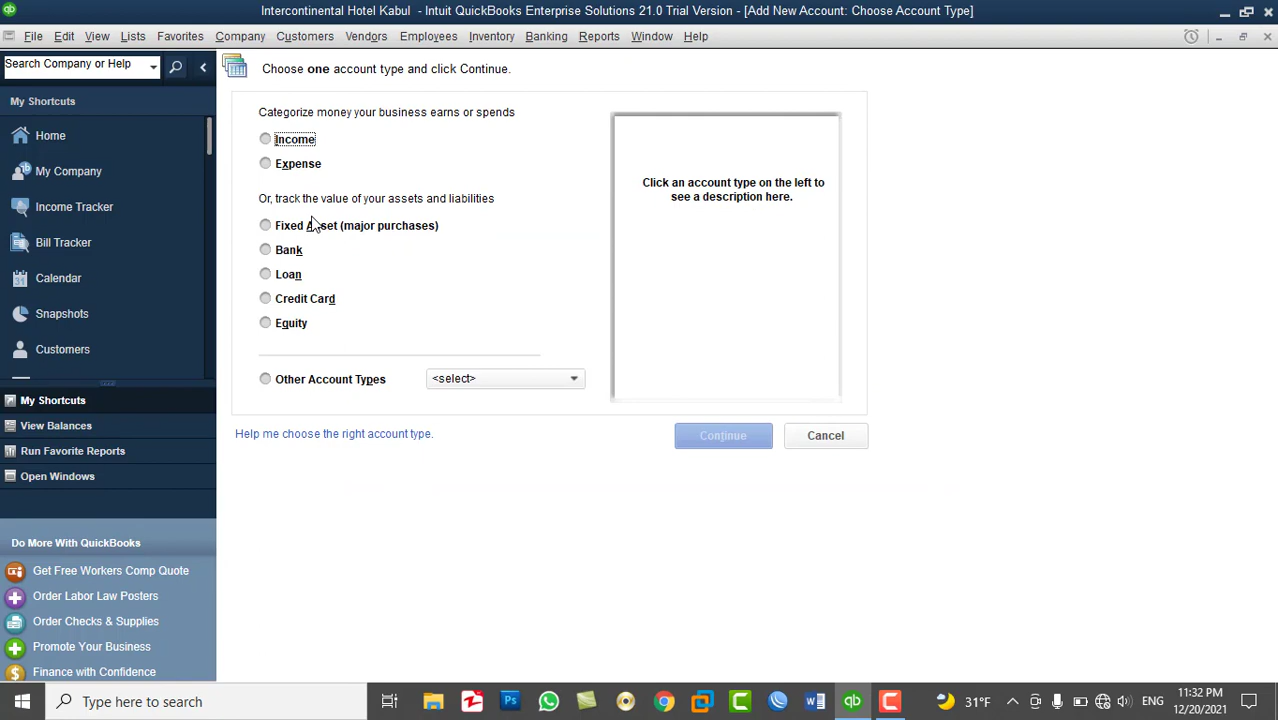 Intercontinental Hotel Kabul - Intuit QuickBooks Enterprise Solutions 21.0 Trial Version - [Add New Account: Choose Account Type]
File Edit View Lists Favorites Company Customers Vendors Employees Inventory Banking Reports Window Help
Search Company or Help
My Shortcuts
Home
My Company
Income Tracker
Bill Tracker
Calendar
Snapshots
Customers
My Shortcuts
View Balances
Run Favorite Reports
Open Windows
Do More With QuickBooks
Get Free Workers Comp Quote
Order Labor Law Posters
Order Checks & Supplies
Promote Your Business
Finance with Confidence
Choose one account type and click Continue.
Categorize money your business earns or spends
Income
Expense
Or, track the value of your assets and liabilities
Fixed Asset (major purchases)
Bank
Loan
Credit Card
Equity
Other Account Types <select>
Click an account type on the left to
see a description here.
Help me choose the right account type.
Continue Cancel
Type here to search
31°F
ENG
11:32 PM
12/20/2021